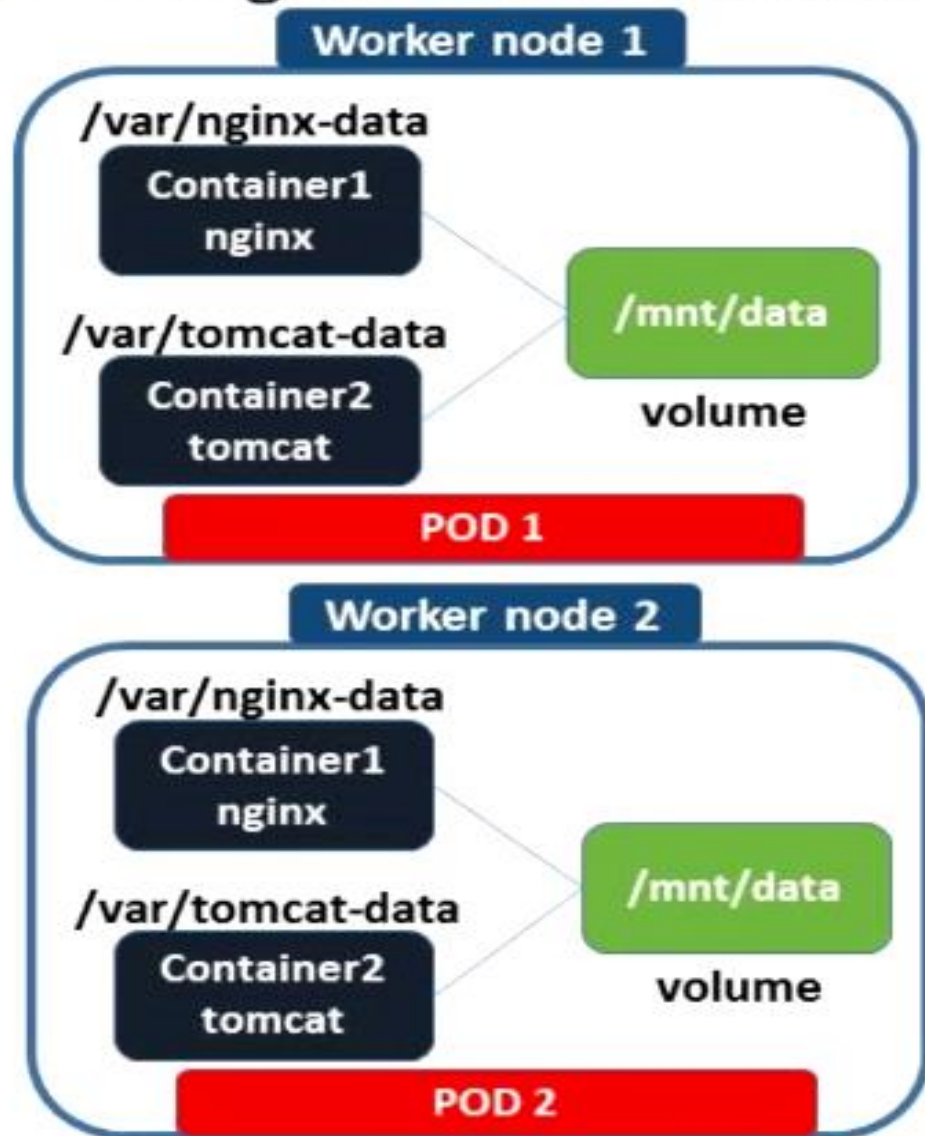 Worker node 1
/var/nginx-data
Container1
nginx
/mnt/data
/var/tomcat-data
Container2
tomcat
volume
POD 1
Worker node 2
/var/nginx-data
Container1
nginx
/mnt/data
/var/tomcat-data
Container2
tomcat
volume
POD 2